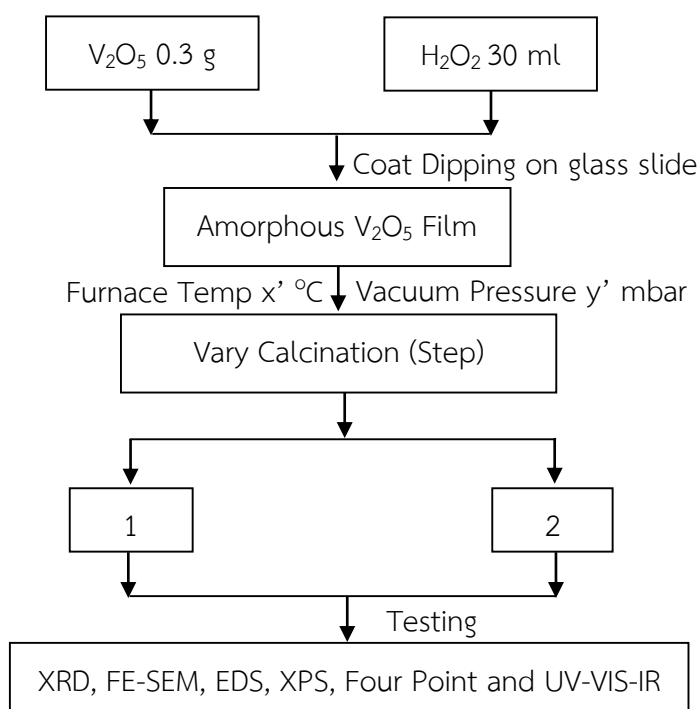 V₂O₅ 0.3 g
H₂O₂ 30 ml
Coat Dipping on glass slide
Amorphous V₂O₅ Film
Furnace Temp x’ °C
Vacuum Pressure y’ mbar
Vary Calcination (Step)
1
2
Testing
XRD, FE-SEM, EDS, XPS, Four Point and UV-VIS-IR